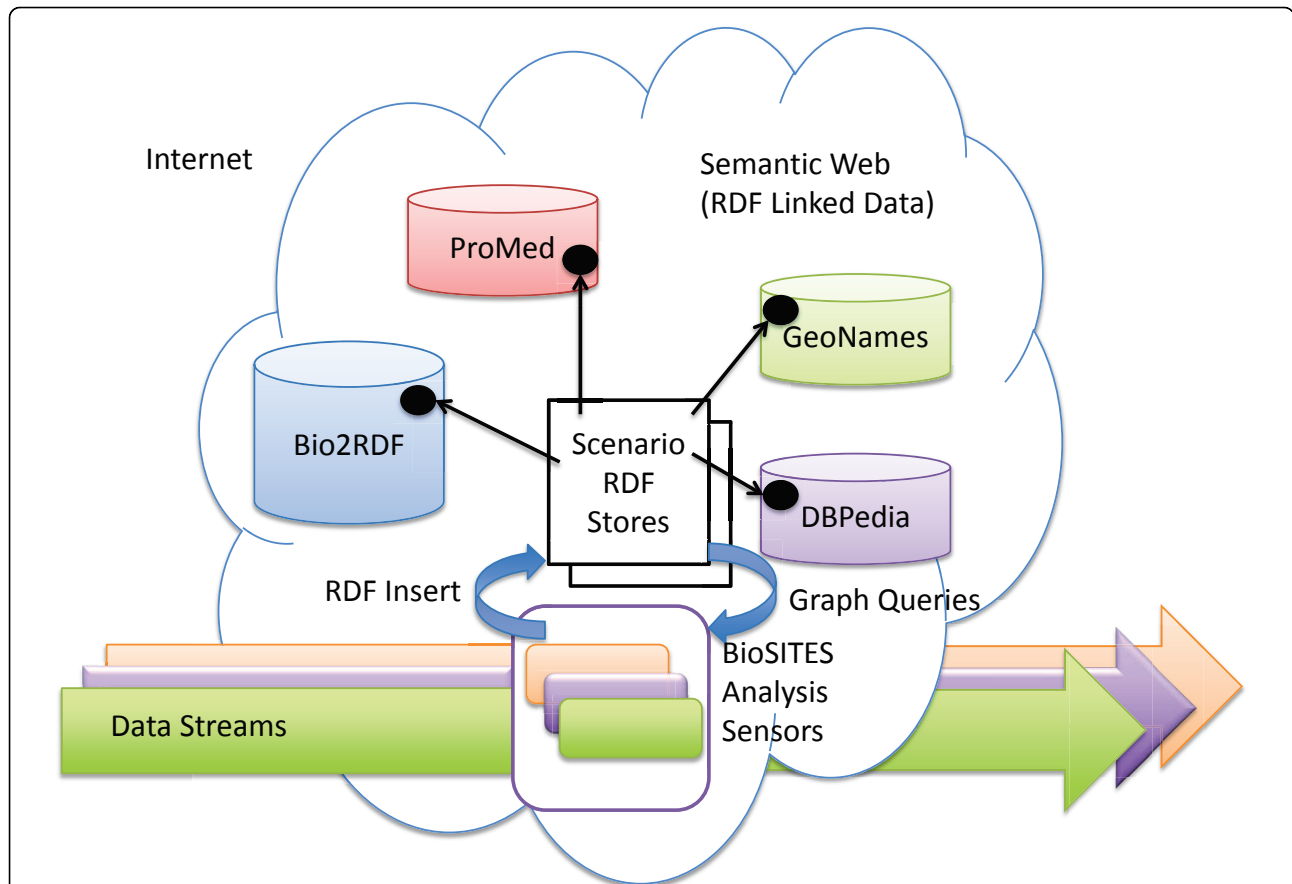 Internet
Semantic Web
(RDF Linked Data)
ProMed
GeoNames
Bio2RDF
Scenario
RDF
Stores
DBPedia
RDF Insert
Graph Queries
BioSITES
Analysis
Sensors
Data Streams